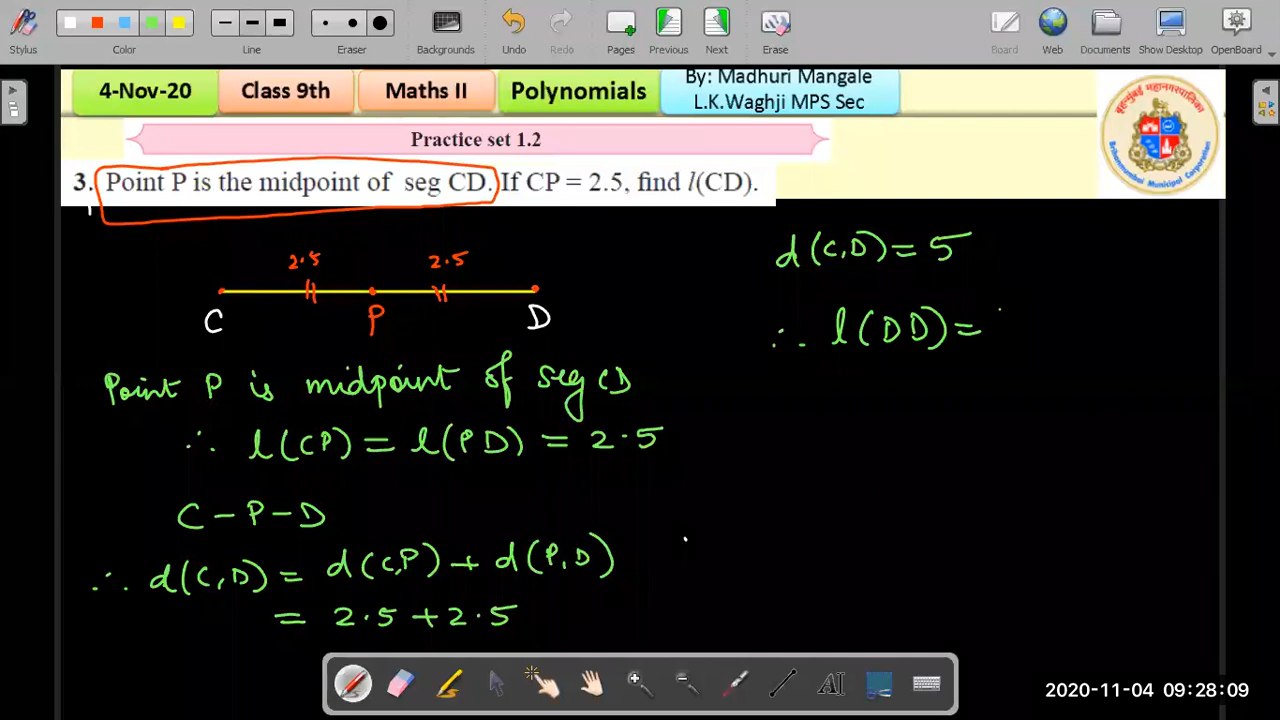 Stylus
Color
Line
Eraser
Backgrounds
Undo
Redo
Pages
Previous
Next
Erase
Board
Web
Documents
Show Desktop
OpenBoard
4-Nov-20
Class 9th
Maths II
Polynomials
By: Madhuri Mangale
L.K.Waghji MPS Sec
Practice set 1.2
3. Point P is the midpoint of seg CD. If CP = 2.5, find l(CD).
2.5 2.5
C P D
Point P is midpoint of seg CD
∴ l(CP) = l(PD) = 2.5
C - P - D
∴ d(C,D) = d(C,P) + d(P,D)
= 2.5 + 2.5
d(C,D) = 5
∴ l(DD) =
2020-11-04 09:28:09